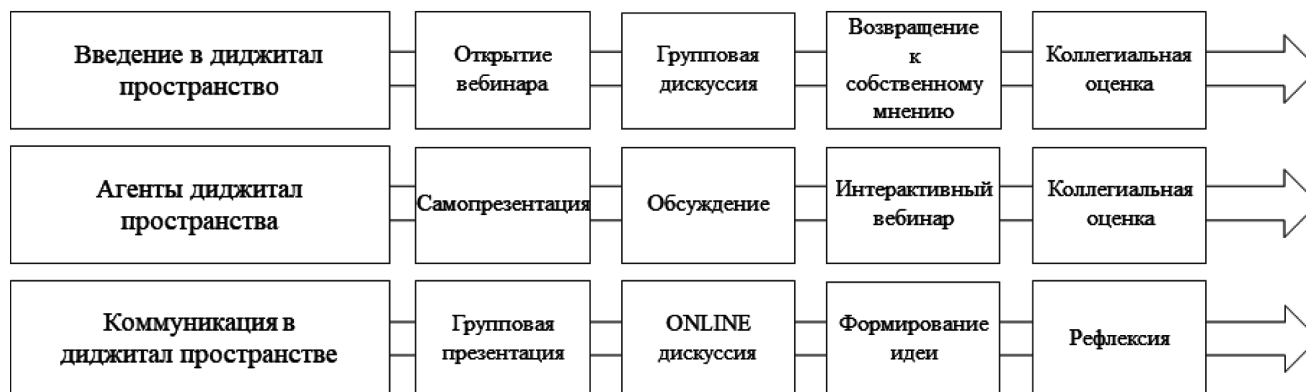 Введение в диджитал
пространство
Открытие
вебинара
Групповая
дискуссия
Возвращение
к
собственному
мнению
Коллегиальная
оценка
Агенты диджитал
пространства
Самопрезентация
Обсуждение
Интерактивный
вебинар
Коллегиальная
оценка
Коммуникация в
диджитал пространстве
Групповая
презентация
ONLINE
дискуссия
Формирование
идеи
Рефлексия